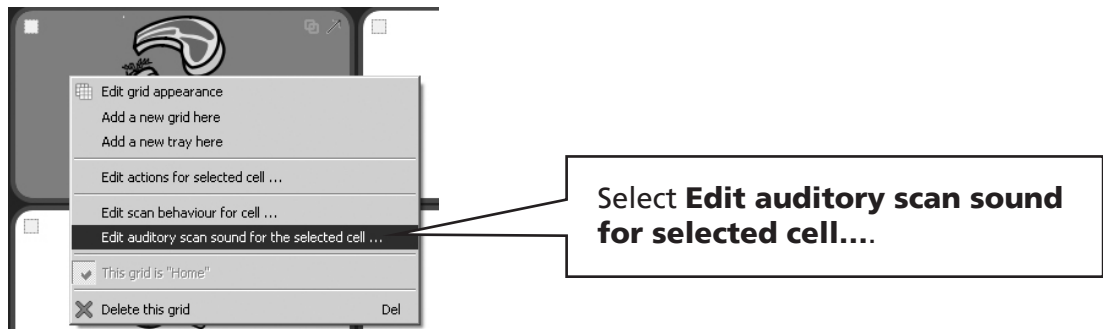 Edit grid appearance
Add a new grid here
Add a new tray here
Edit actions for selected cell ...
Edit scan behaviour for cell ...
Edit auditory scan sound for the selected cell ...
This grid is "Home"
Delete this grid Del
Select Edit auditory scan sound
for selected cell....